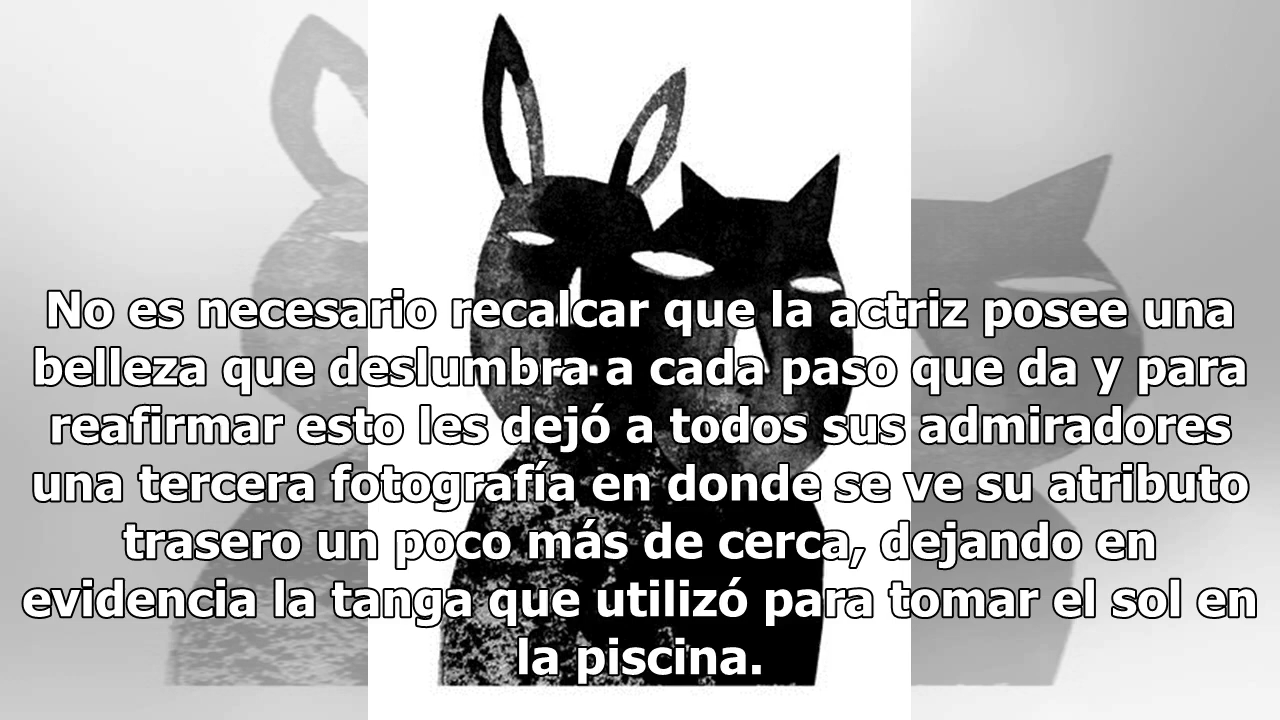 No es necesario recalcar que la actriz posee una
belleza que deslumbra a cada paso que da y para
reafirmar esto les dejó a todos sus admiradores
una tercera fotografía en donde se ve su atributo
trasero un poco más de cerca, dejando en
evidencia la tanga que utilizó para tomar el sol en
la piscina.